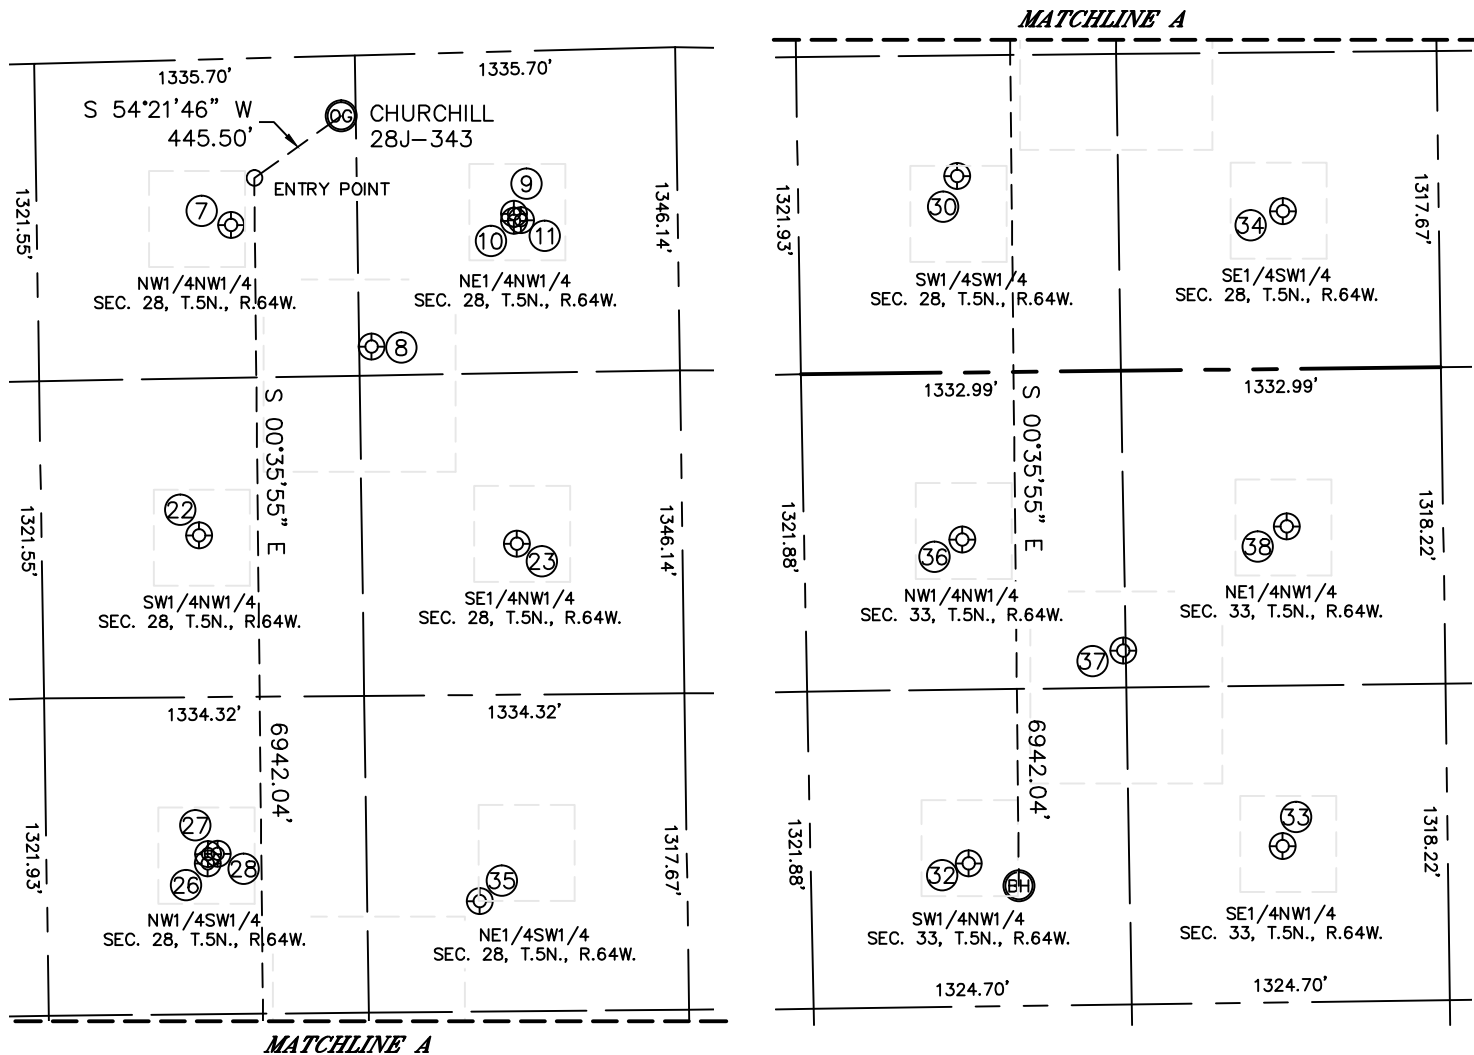 1335.70'
1335.70'
S 54°21'46" W
445.50'
OG
CHURCHILL
28J-343
ENTRY POINT
1321.55'
1346.14'
7
9
10
11
NW1/4NW1/4
SEC. 28, T.5N., R.64W.
NE1/4NW1/4
SEC. 28, T.5N., R.64W.
8
S 00°35'55" E
1321.55'
1346.14'
22
23
SW1/4NW1/4
SEC. 28, T.5N., R.64W.
SE1/4NW1/4
SEC. 28, T.5N., R.64W.
1334.32'
1334.32'
6942.04'
1321.93'
1317.67'
27
26
28
35
NW1/4SW1/4
SEC. 28, T.5N., R.64W.
NE1/4SW1/4
SEC. 28, T.5N., R.64W.
MATCHLINE A
MATCHLINE A
1321.93'
1317.67'
30
34
SW1/4SW1/4
SEC. 28, T.5N., R.64W.
SE1/4SW1/4
SEC. 28, T.5N., R.64W.
1332.99'
1332.99'
S 00°35'55" E
1321.88'
1318.22'
36
38
NW1/4NW1/4
SEC. 33, T.5N., R.64W.
NE1/4NW1/4
SEC. 33, T.5N., R.64W.
37
6942.04'
1321.88'
1318.22'
32
33
BH
SW1/4NW1/4
SEC. 33, T.5N., R.64W.
SE1/4NW1/4
SEC. 33, T.5N., R.64W.
1324.70'
1324.70'